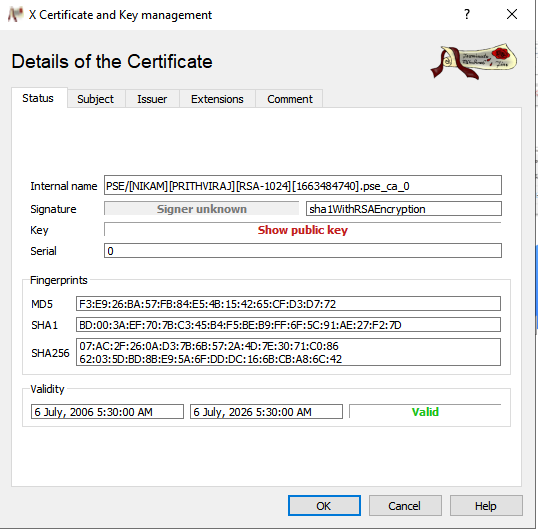 X Certificate and Key management
Details of the Certificate
Status Subject Issuer Extensions Comment
Internal name PSE/[NIKAM][PRITHVIRAJ][RSA-1024][1663484740].pse_ca_0
Signature Signer unknown sha1WithRSAEncryption
Key Show public key
Serial 0
Fingerprints
MD5 F3:E9:26:BA:57:FB:84:E5:4B:15:42:65:CF:D3:D7:72
SHA1 BD:00:3A:EF:70:7B:C3:45:B4:F5:BE:B9:FF:6F:5C:91:AE:27:F2:7D
SHA256 07:AC:2F:26:0A:D3:7B:6B:57:2A:4D:7E:30:71:C0:86
62:03:5D:BD:8B:E9:5A:6F:DD:DC:16:6B:CB:A8:6C:42
Validity
6 July, 2006 5:30:00 AM 6 July, 2026 5:30:00 AM Valid
OK Cancel Help